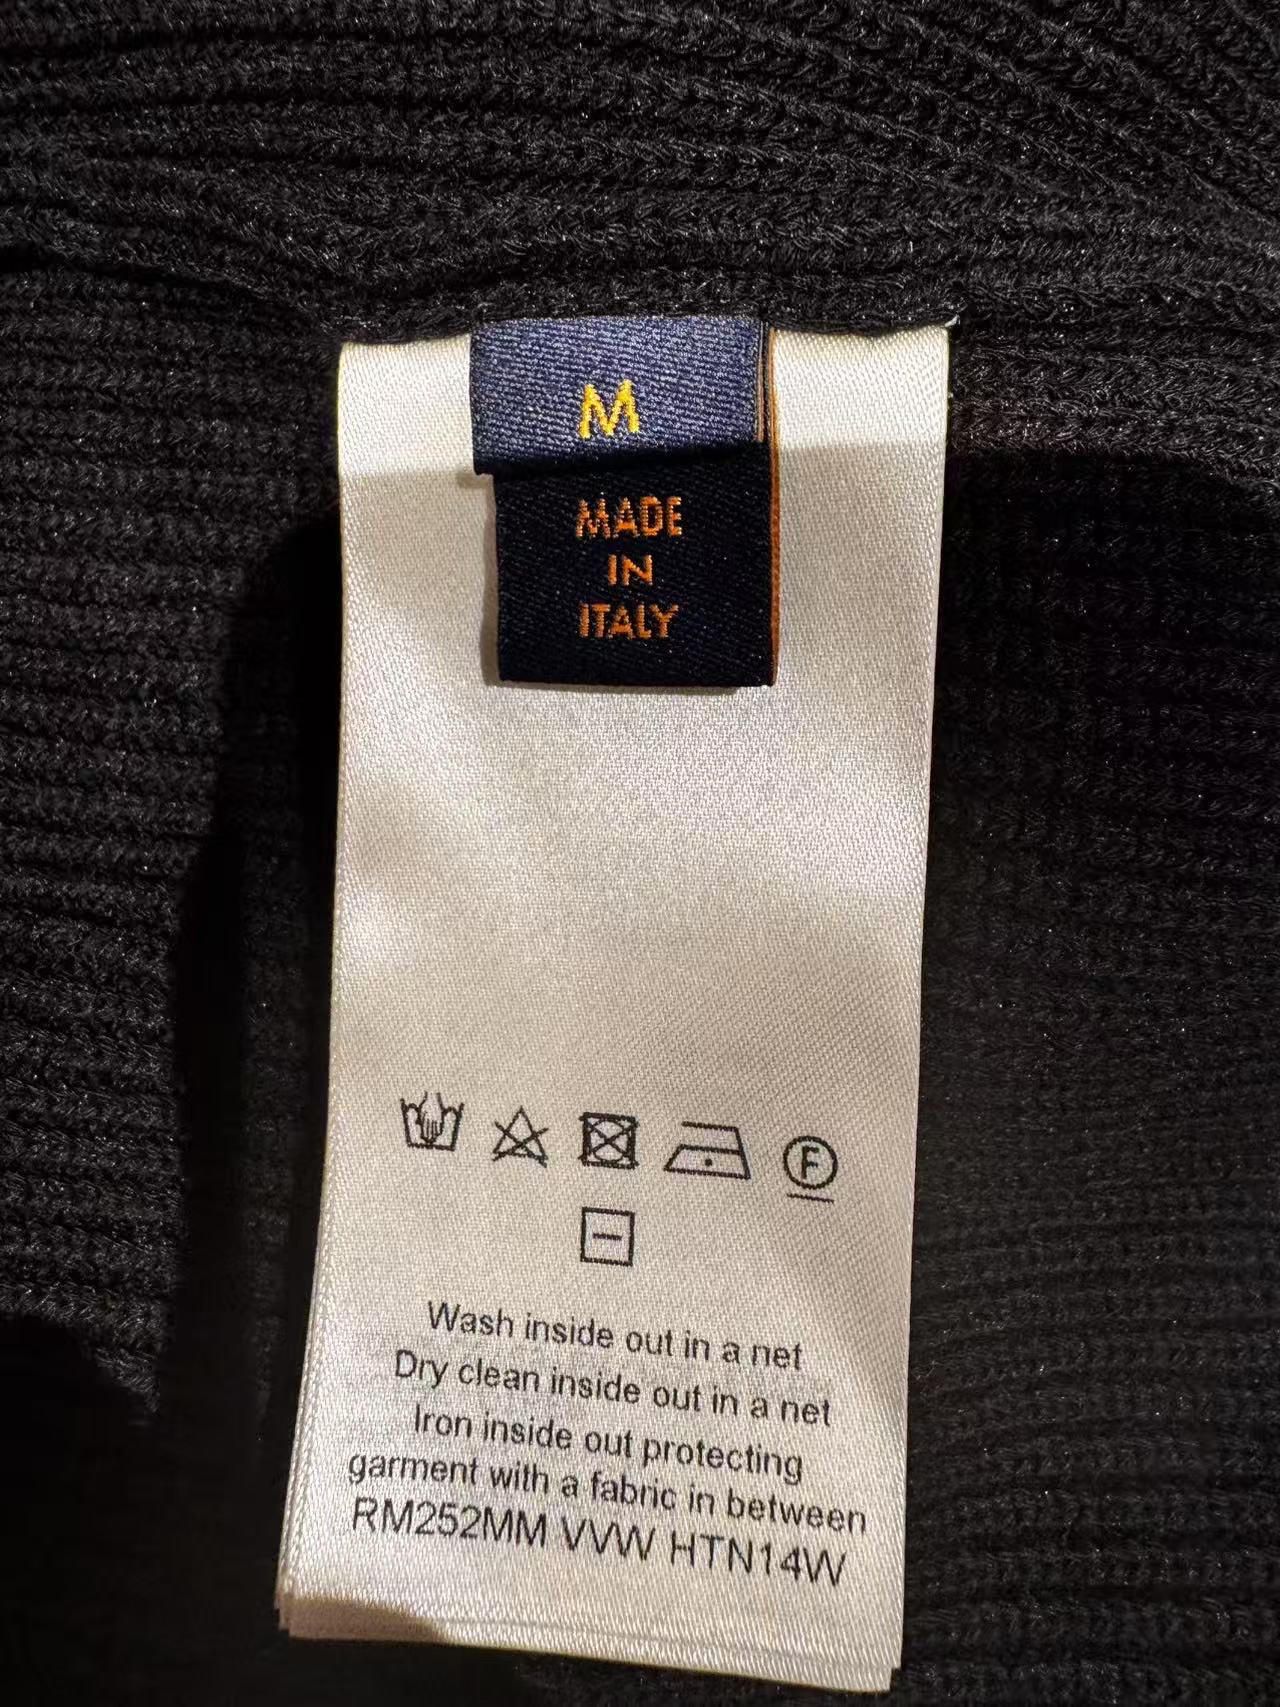 M
MADE
IN
ITALY
F
Wash inside out in a net
Dry clean inside out in a net
Iron inside out protecting
garment with a fabric in between
RM252MM VVW HTN14W